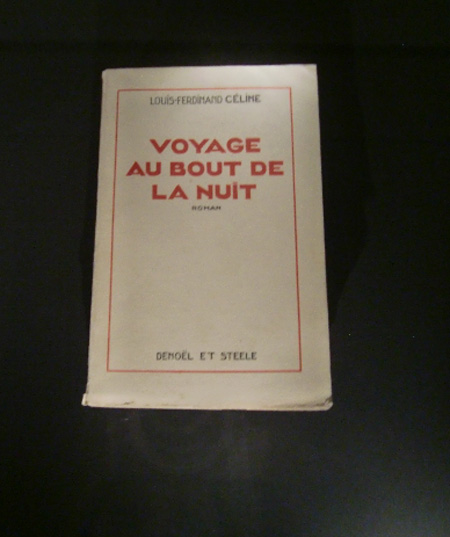 LOUIS-FERDINAND CÉLINE
VOYAGE
AU BOUT DE
LA NUIT
ROMAN
DENOËL ET STEELE